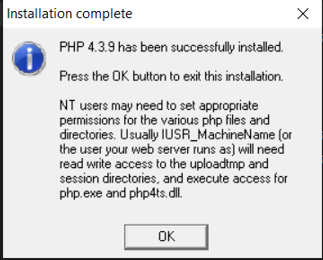 Installation complete
PHP 4.3.9 has been successfully installed.
Press the OK button to exit this installation.
NT users may need to set appropriate
permissions for the various php files and
directories. Usually IUSR_MachineName (or
the user your web server runs as) will need
read write access to the uploadtmp and
session directories, and execute access for
php.exe and php4ts.dll.
OK